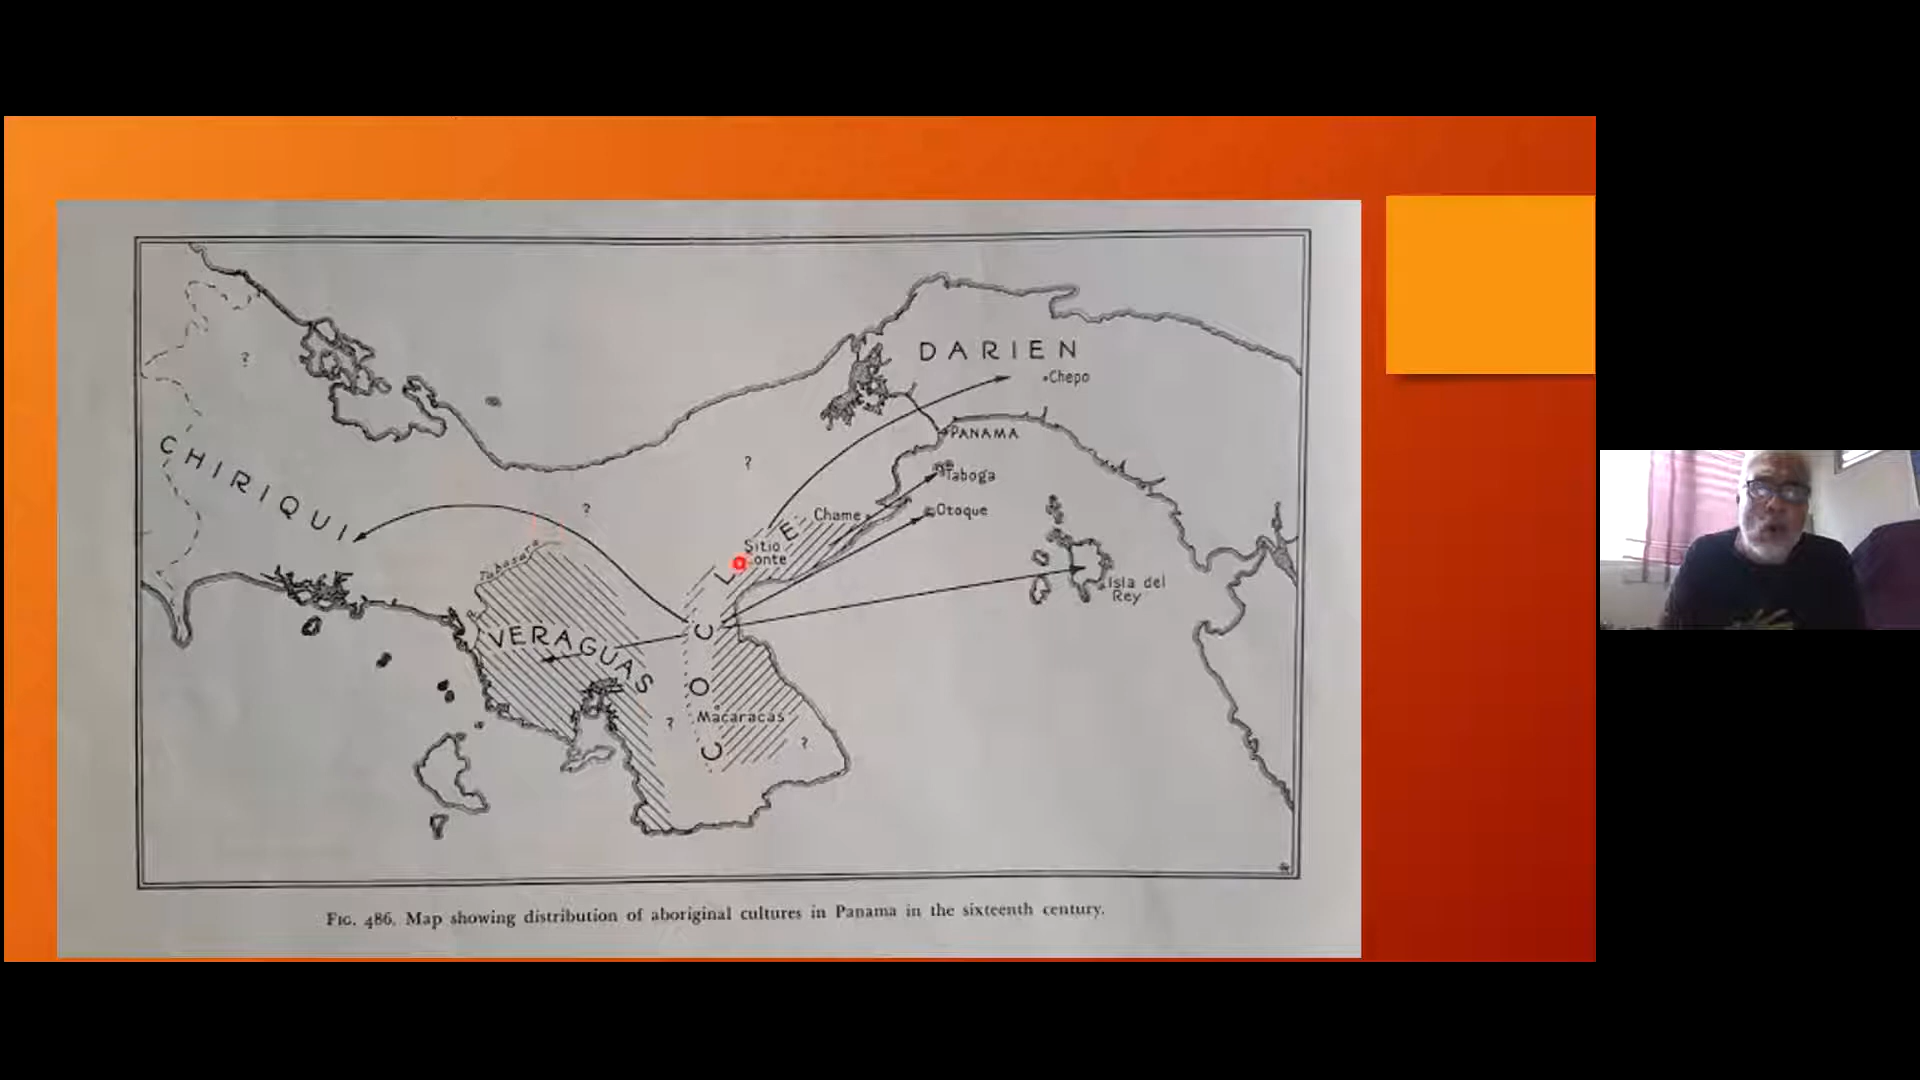 DARIEN
Chepo
?
CHIRIQUI
PANAMA
?
Taboga
?
Chame
Otoque
COCLE
Sitio
Conte
Tabasara
Isla del
Rey
VERAGUAS
?
Macaracas
?
FIG. 486. Map showing distribution of aboriginal cultures in Panama in the sixteenth century.